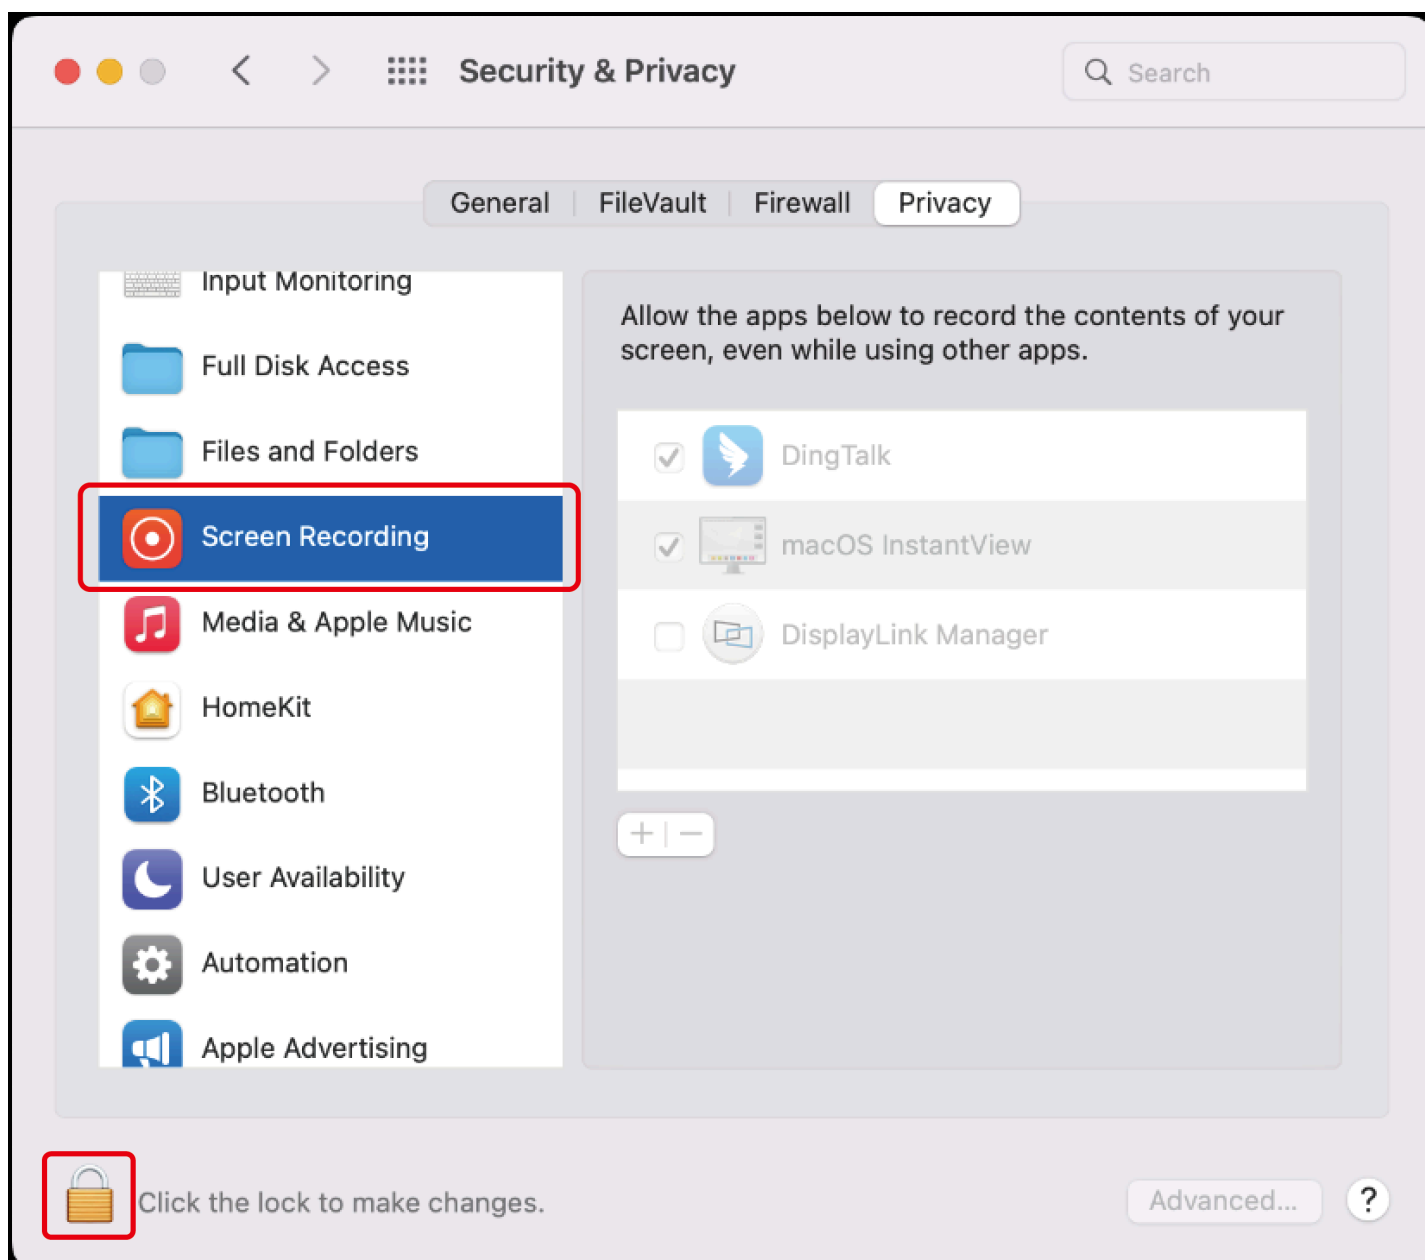 Security & Privacy
Search
General
FileVault
Firewall
Privacy
Input Monitoring
Full Disk Access
Files and Folders
Screen Recording
Media & Apple Music
HomeKit
Bluetooth
User Availability
Automation
Apple Advertising
Allow the apps below to record the contents of your
screen, even while using other apps.
DingTalk
macOS InstantView
DisplayLink Manager
Click the lock to make changes.
Advanced...
?